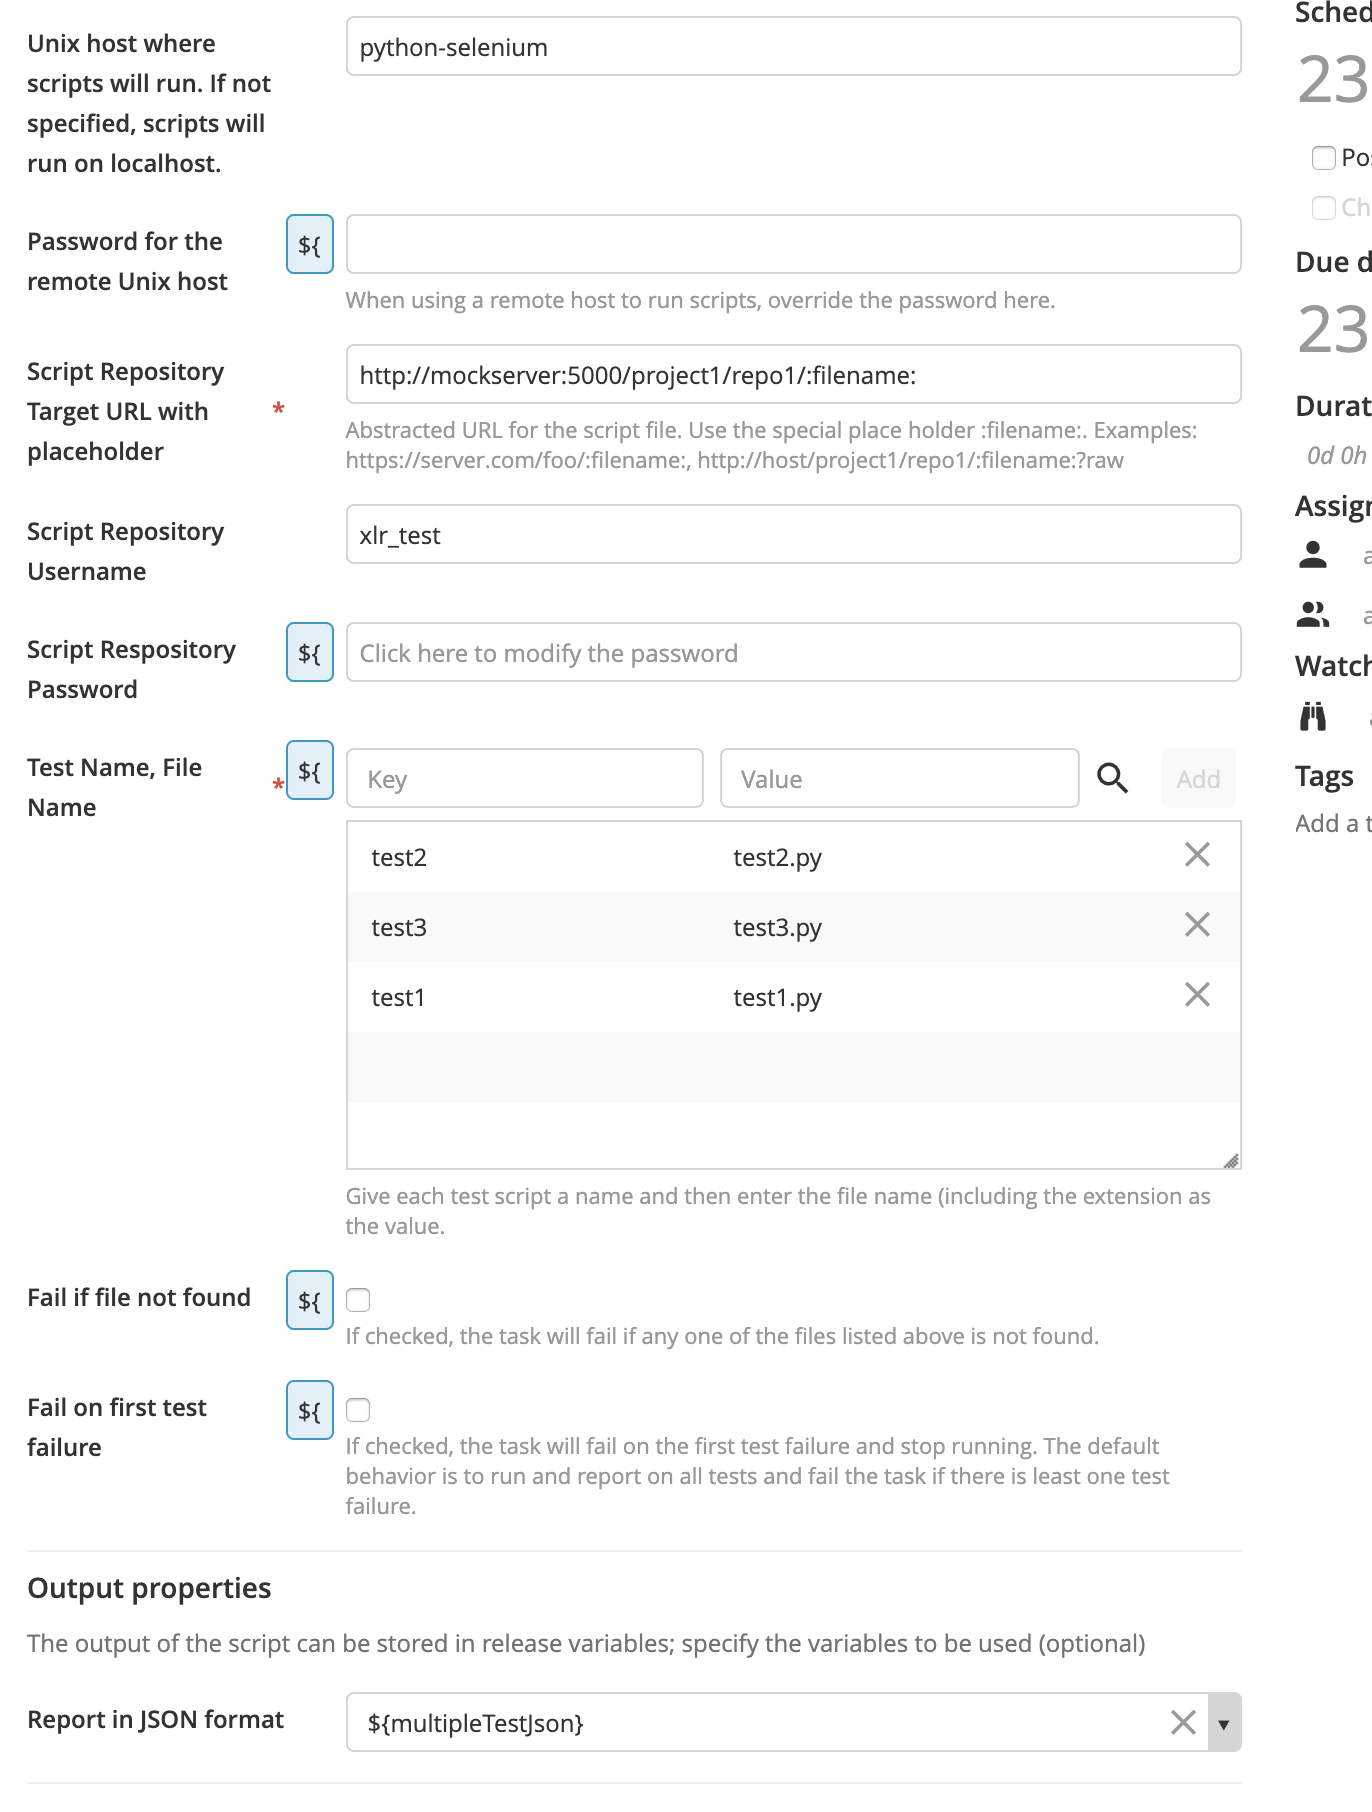 Unix host where
scripts will run. If not
specified, scripts will
run on localhost.
python-selenium
Password for the
remote Unix host
${
When using a remote host to run scripts, override the password here.
Script Repository
Target URL with
placeholder
*
http://mockserver:5000/project1/repo1/:filename:
Abstracted URL for the script file. Use the special place holder :filename:. Examples:
https://server.com/foo/:filename:, http://host/project1/repo1/:filename:?raw
Script Repository
Username
xlr_test
Script Respository
Password
${
Click here to modify the password
Test Name, File
Name
*
${
Key
Value
Add
test2 test2.py
test3 test3.py
test1 test1.py
Give each test script a name and then enter the file name (including the extension as
the value.
Fail if file not found
${
If checked, the task will fail if any one of the files listed above is not found.
Fail on first test
failure
${
If checked, the task will fail on the first test failure and stop running. The default
behavior is to run and report on all tests and fail the task if there is least one test
failure.
Output properties
The output of the script can be stored in release variables; specify the variables to be used (optional)
Report in JSON format
${multipleTestJson}
Sched
23
Pos
Ch
Due d
23
Durat
0d 0h
Assign
Watch
Tags
Add a t